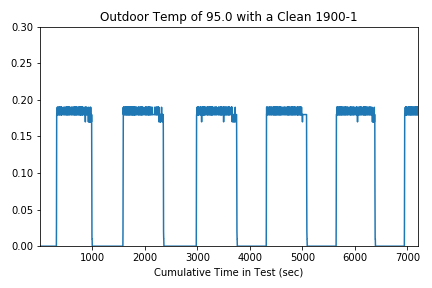 Outdoor Temp of 95.0 with a Clean 1900-1
0.30
0.25
0.20
0.15
0.10
0.05
0.00
1000 2000 3000 4000 5000 6000 7000
Cumulative Time in Test (sec)